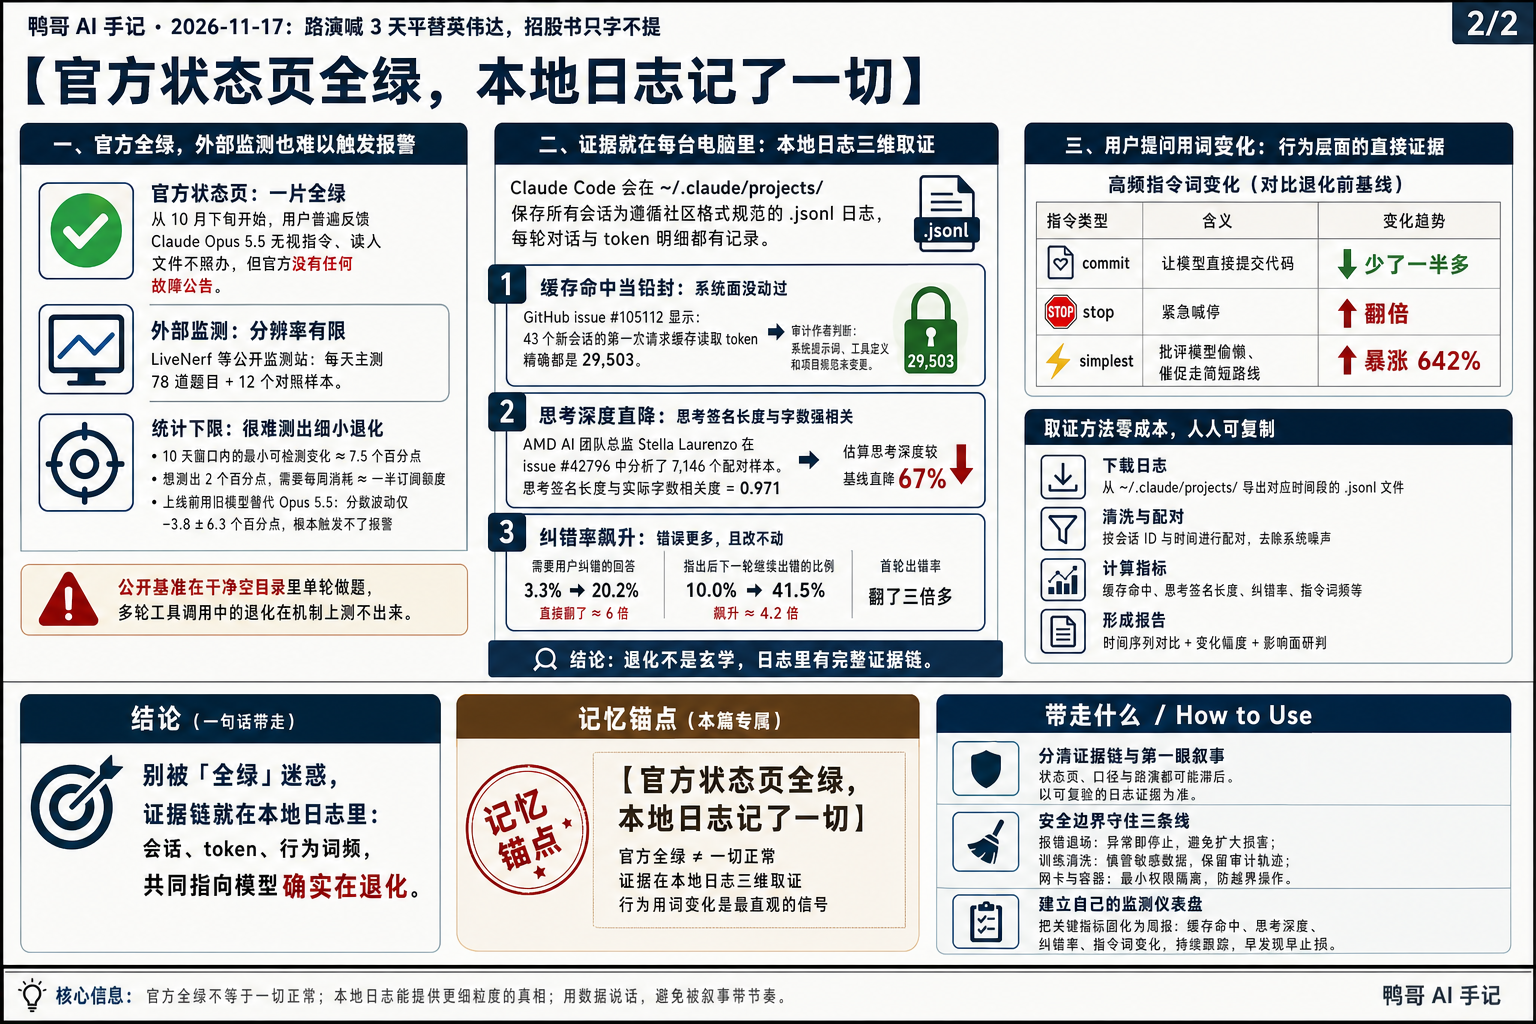 鸭哥 AI 手记 · 2026-11-17：路演喊 3 天平替英伟达，招股书只字不提
2/2
【官方状态页全绿，本地日志记了一切】
一、官方全绿，外部监测也难以触发报警
官方状态页：一片全绿
从 10 月下旬开始，用户普遍反馈
Claude Opus 5.5 无视指令、读人
文件不照办，但官方没有任何
故障公告。
外部监测：分辨率有限
LiveNerf 等公开监测站：每天主测
78 道题目 + 12 个对照样本。
统计下限：很难测出细小退化
• 10 天窗口内的最小可检测变化 ≈ 7.5 个百分点
• 想测出 2 个百分点，需要每周消耗 ≈ 一半订阅额度
• 上线前用旧模型替代 Opus 5.5：分数波动仅
−3.8 ± 6.3 个百分点，根本触发不了报警
公开基准在干净空目录里单轮做题，
多轮工具调用中的退化在机制上测不出来。
二、证据就在每台电脑里：本地日志三维取证
Claude Code 会在 ~/.claude/projects/
保存所有会话为遵循社区格式规范的 .jsonl 日志，
每轮对话与 token 明细都有记录。
.jsonl
1 缓存命中当铅封：系统面没动过
GitHub issue #105112 显示：
43 个新会话的第一次请求缓存读取 token
精确都是 29,503。
审计作者判断：
系统提示词、工具定义
和项目规范未变更。
29,503
2 思考深度直降：思考签名长度与字数强相关
AMD AI 团队总监 Stella Laurenzo 在
issue #42796 中分析了 7,146 个配对样本。
思考签名长度与实际字数相关度 = 0.971
估算思考深度较
基线直降 67%
3 纠错率飙升：错误更多，且改不动
需要用户纠错的回答
3.3% → 20.2%
直接翻了 ≈ 6 倍
指出后下一轮继续出错的比例
10.0% → 41.5%
飙升 ≈ 4.2 倍
首轮出错率
翻了三倍多
结论：退化不是玄学，日志里有完整证据链。
三、用户提问用词变化：行为层面的直接证据
高频指令词变化（对比退化前基线）
指令类型 含义 变化趋势
commit 让模型直接提交代码 少了一半多
STOP stop 紧急喊停 翻倍
simplest 批评模型偷懒、
催促走简短路线 暴涨 642%
取证方法零成本，人人可复制
下载日志
从 ~/.claude/projects/ 导出对应时间段的 .jsonl 文件
清洗与配对
按会话 ID 与时间进行配对，去除系统噪声
计算指标
缓存命中、思考签名长度、纠错率、指令词频等
形成报告
时间序列对比 + 变化幅度 + 影响面研判
结论（一句话带走）
别被「全绿」迷惑，
证据链就在本地日志里：
会话、token、行为词频，
共同指向模型确实在退化。
记忆锚点（本篇专属）
记忆
锚点
【官方状态页全绿，
本地日志记了一切】
官方全绿 ≠ 一切正常
证据在本地日志三维取证
行为用词变化是最直观的信号
带走什么 / How to Use
分清证据链与第一眼叙事
状态页、口径与路演都可能滞后。
以可复验的日志证据为准。
安全边界守住三条线
报错退场：异常即停止，避免扩大损害；
训练清洗：慎管敏感数据，保留审计轨迹；
网卡与容器：最小权限隔离，防越界操作。
建立自己的监测仪表盘
把关键指标固化为周报：缓存命中、思考深度、
纠错率、指令词变化，持续跟踪，早发现早止损。
核心信息：官方全绿不等于一切正常；本地日志能提供更细粒度的真相；用数据说话，避免被叙事带节奏。
鸭哥 AI 手记